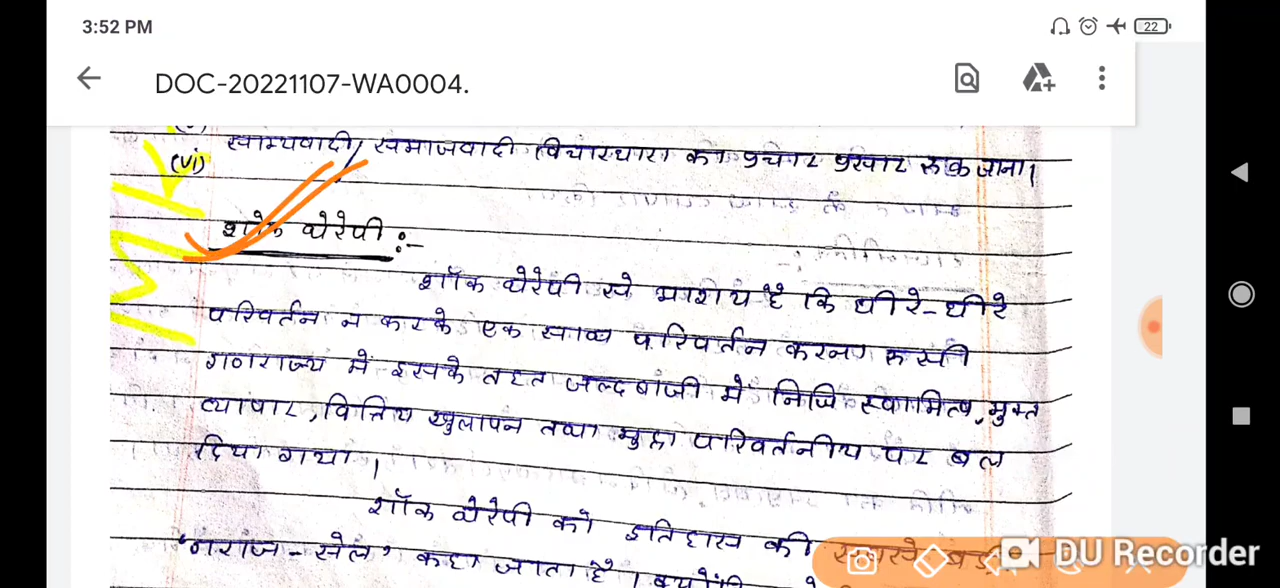 3:52 PM
22
DOC-20221107-WA0004.
(vi) साम्यवादी/समाजवादी विचारधारा का प्रचार प्रसार रुक जाना।
शॉक थेरेपी :-
शॉक थेरेपी से आशय है कि धीरे-धीरे
परिवर्तन न करके एक साथ परिवर्तन करना रूसी
गणराज्य में इसके तहत जल्दबाजी में निजि स्वामित्व, मुक्त
व्यापार, वित्तिय खुलापन तथा मुद्रा परिवर्तनीय पर बल
दिया गया।
शॉक थेरेपी को इतिहास की सबसे
"गराज-सेल" कहा जाता है।
DU Recorder